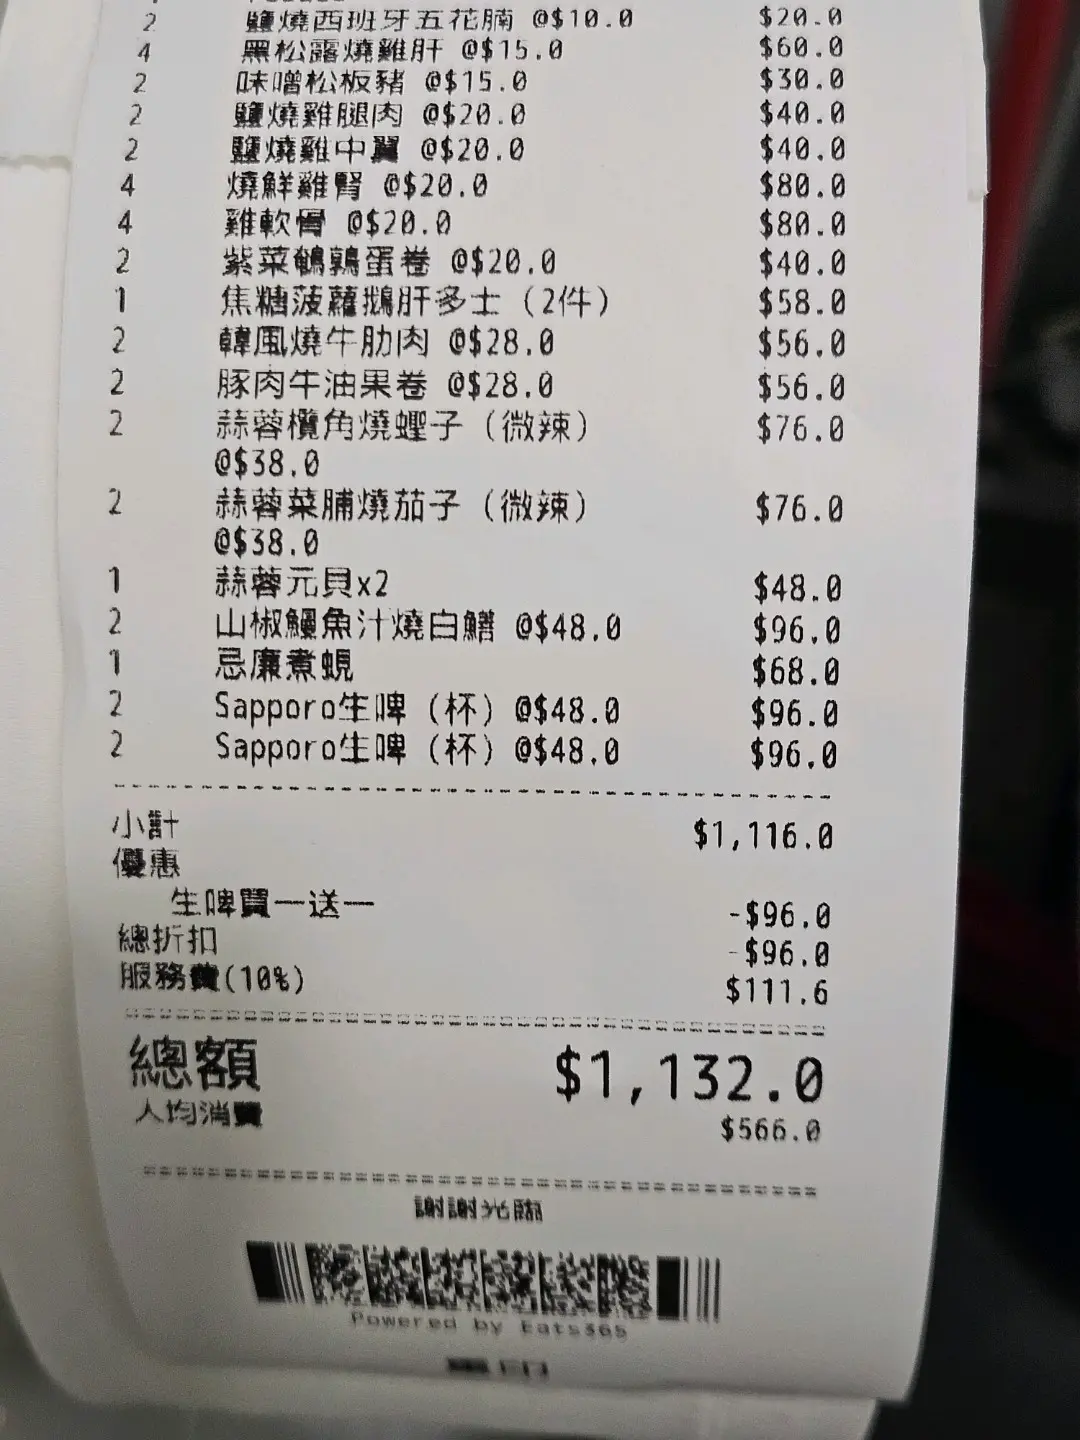 2 鹽燒西班牙五花腩 @$10.0 $20.0
4 黑松露燒雞肝 @$15.0 $60.0
2 味噌松板豬 @$15.0 $30.0
2 鹽燒雞腿肉 @$20.0 $40.0
2 鹽燒雞中翼 @$20.0 $40.0
4 燒鮮雞腎 @$20.0 $80.0
4 雞軟骨 @$20.0 $80.0
2 紫菜鵪鶉蛋卷 @$20.0 $40.0
1 焦糖菠蘿鵝肝多士 (2件) $58.0
2 韓風燒牛肋肉 @$28.0 $56.0
2 豚肉牛油果卷 @$28.0 $56.0
2 蒜蓉欖角燒蟶子 (微辣) $76.0
@$38.0
2 蒜蓉菜脯燒茄子 (微辣) $76.0
@$38.0
1 蒜蓉元貝x2 $48.0
2 山椒鰻魚汁燒白鱔 @$48.0 $96.0
1 忌廉煮蜆 $68.0
2 Sapporo生啤 (杯) @$48.0 $96.0
2 Sapporo生啤 (杯) @$48.0 $96.0
小計 $1,116.0
優惠
生啤買一送一 -$96.0
總折扣 -$96.0
服務費(10%) $111.6
總額 $1,132.0
人均消費 $566.0
謝謝光臨
Powered by Eats365